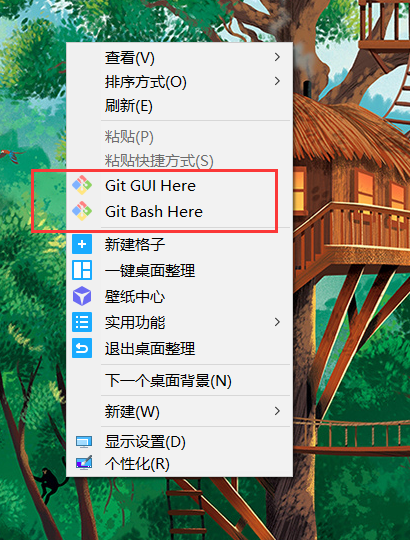 查看(V)
排序方式(O)
刷新(E)
粘贴(P)
粘贴快捷方式(S)
Git GUI Here
Git Bash Here
新建格子
一键桌面整理
壁纸中心
实用功能
退出桌面整理
下一个桌面背景(N)
新建(W)
显示设置(D)
个性化(R)